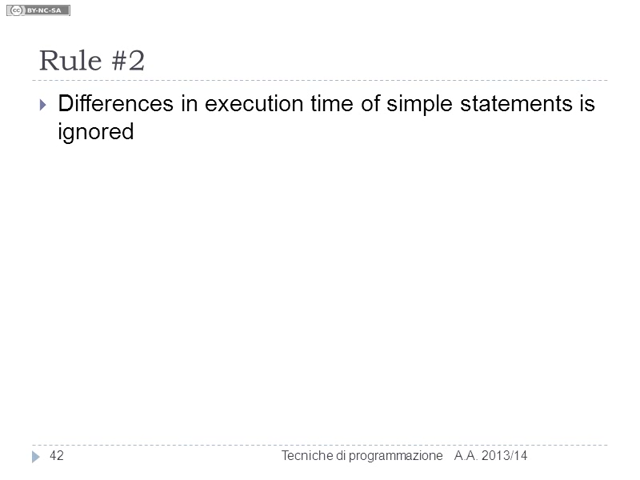 BY-NC-SA
Rule #2
Differences in execution time of simple statements is
ignored
42
Tecniche di programmazione A.A. 2013/14